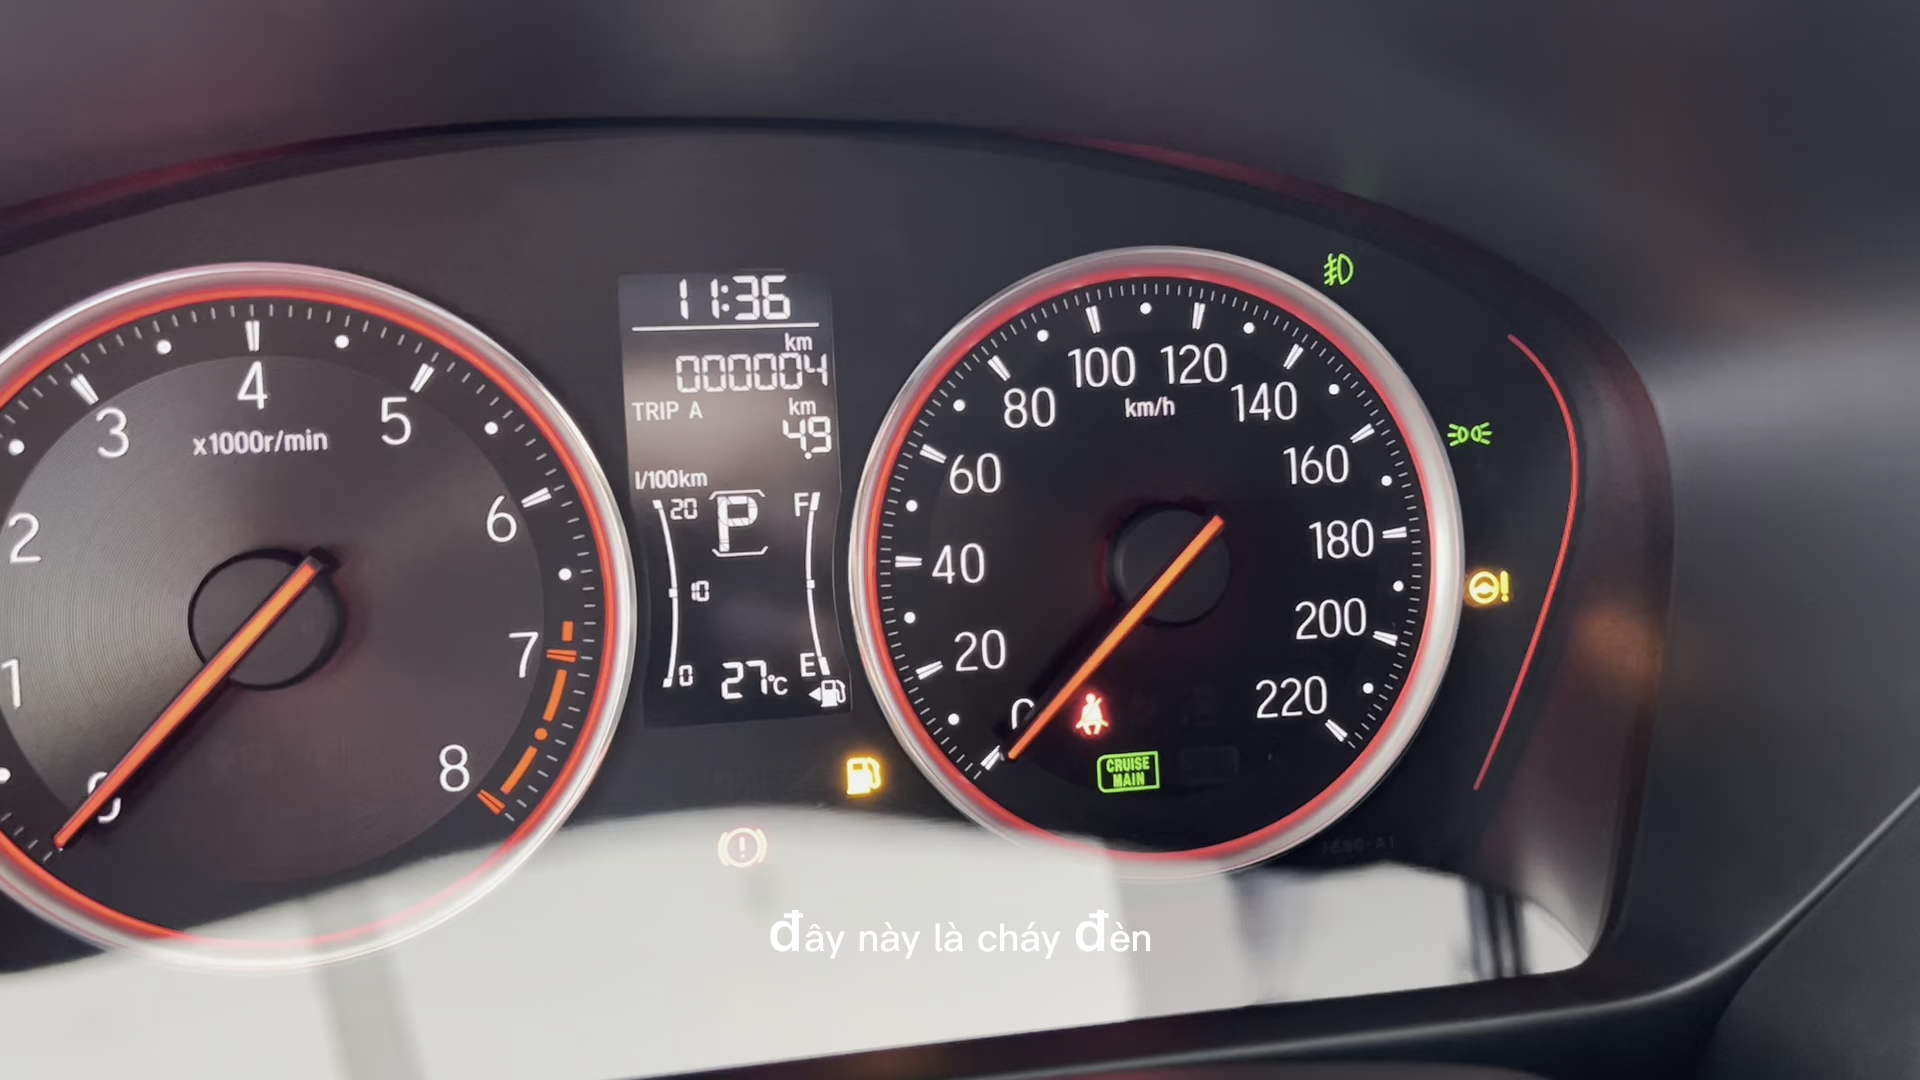 11:36
km
000004
TRIP A
km
4.9
l/100km
20
P
F
10
0
27°C
E
1
2
3
4
5
6
7
8
x1000r/min
0
20
40
60
80
100
120
140
160
180
200
220
km/h
CRUISE
MAIN
đây này là cháy đèn